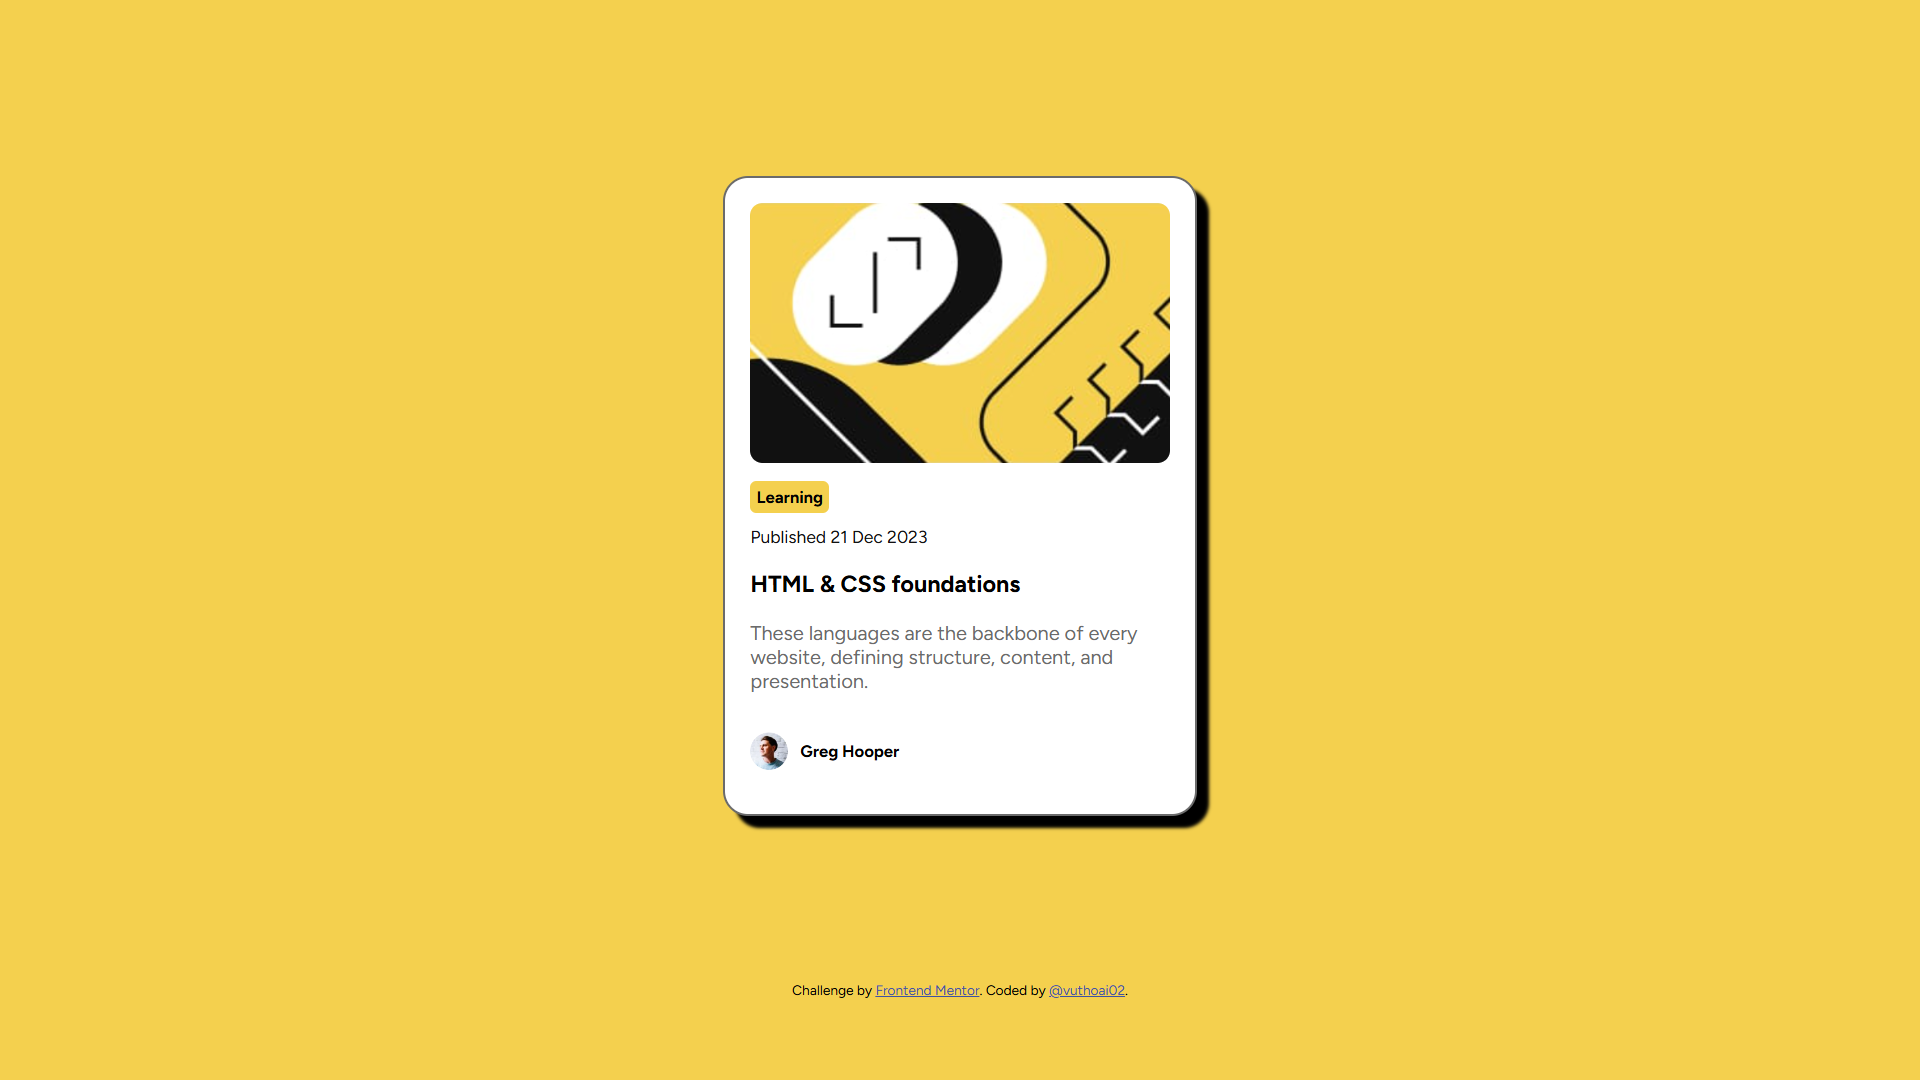 Learning
Published 21 Dec 2023
HTML & CSS foundations
These languages are the backbone of every
website, defining structure, content, and
presentation.
Greg Hooper
Challenge by Frontend Mentor. Coded by @vuthoai02.